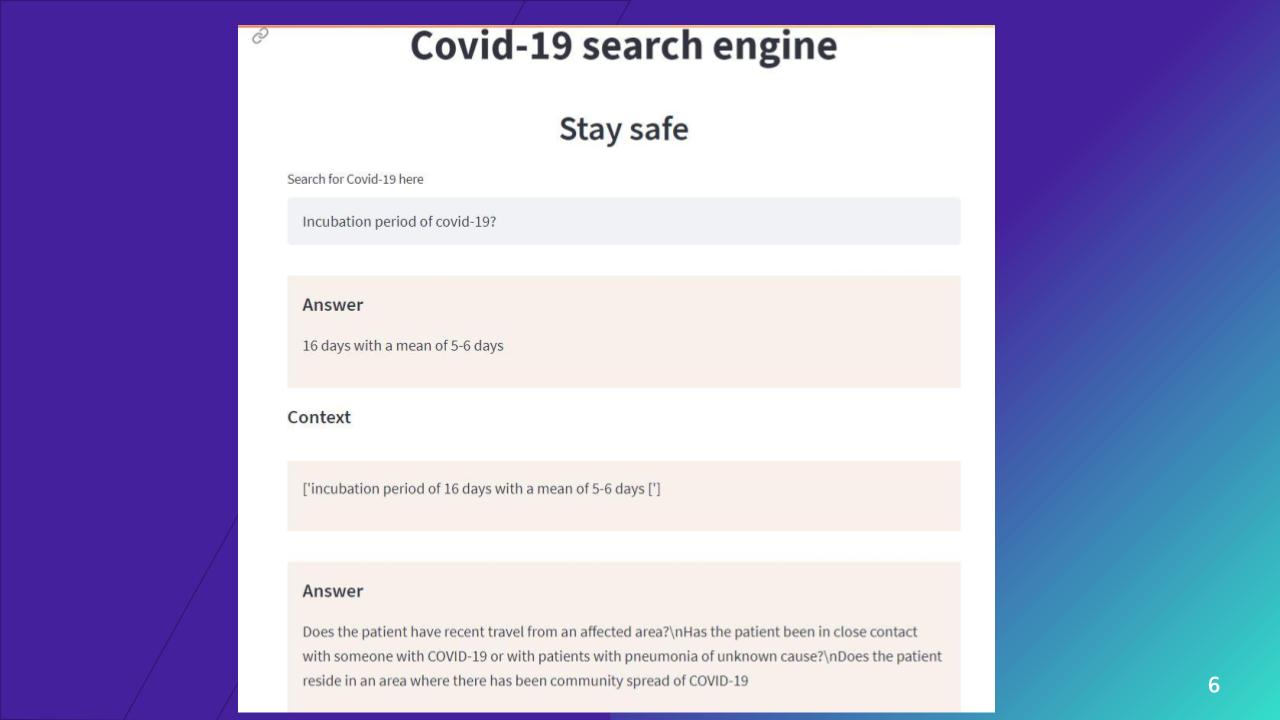 Covid-19 search engine
Stay safe
Search for Covid-19 here
Incubation period of covid-19?
Answer
16 days with a mean of 5-6 days
Context
['incubation period of 16 days with a mean of 5-6 days [']
Answer
Does the patient have recent travel from an affected area?\nHas the patient been in close contact
with someone with COVID-19 or with patients with pneumonia of unknown cause?\nDoes the patient
reside in an area where there has been community spread of COVID-19
6